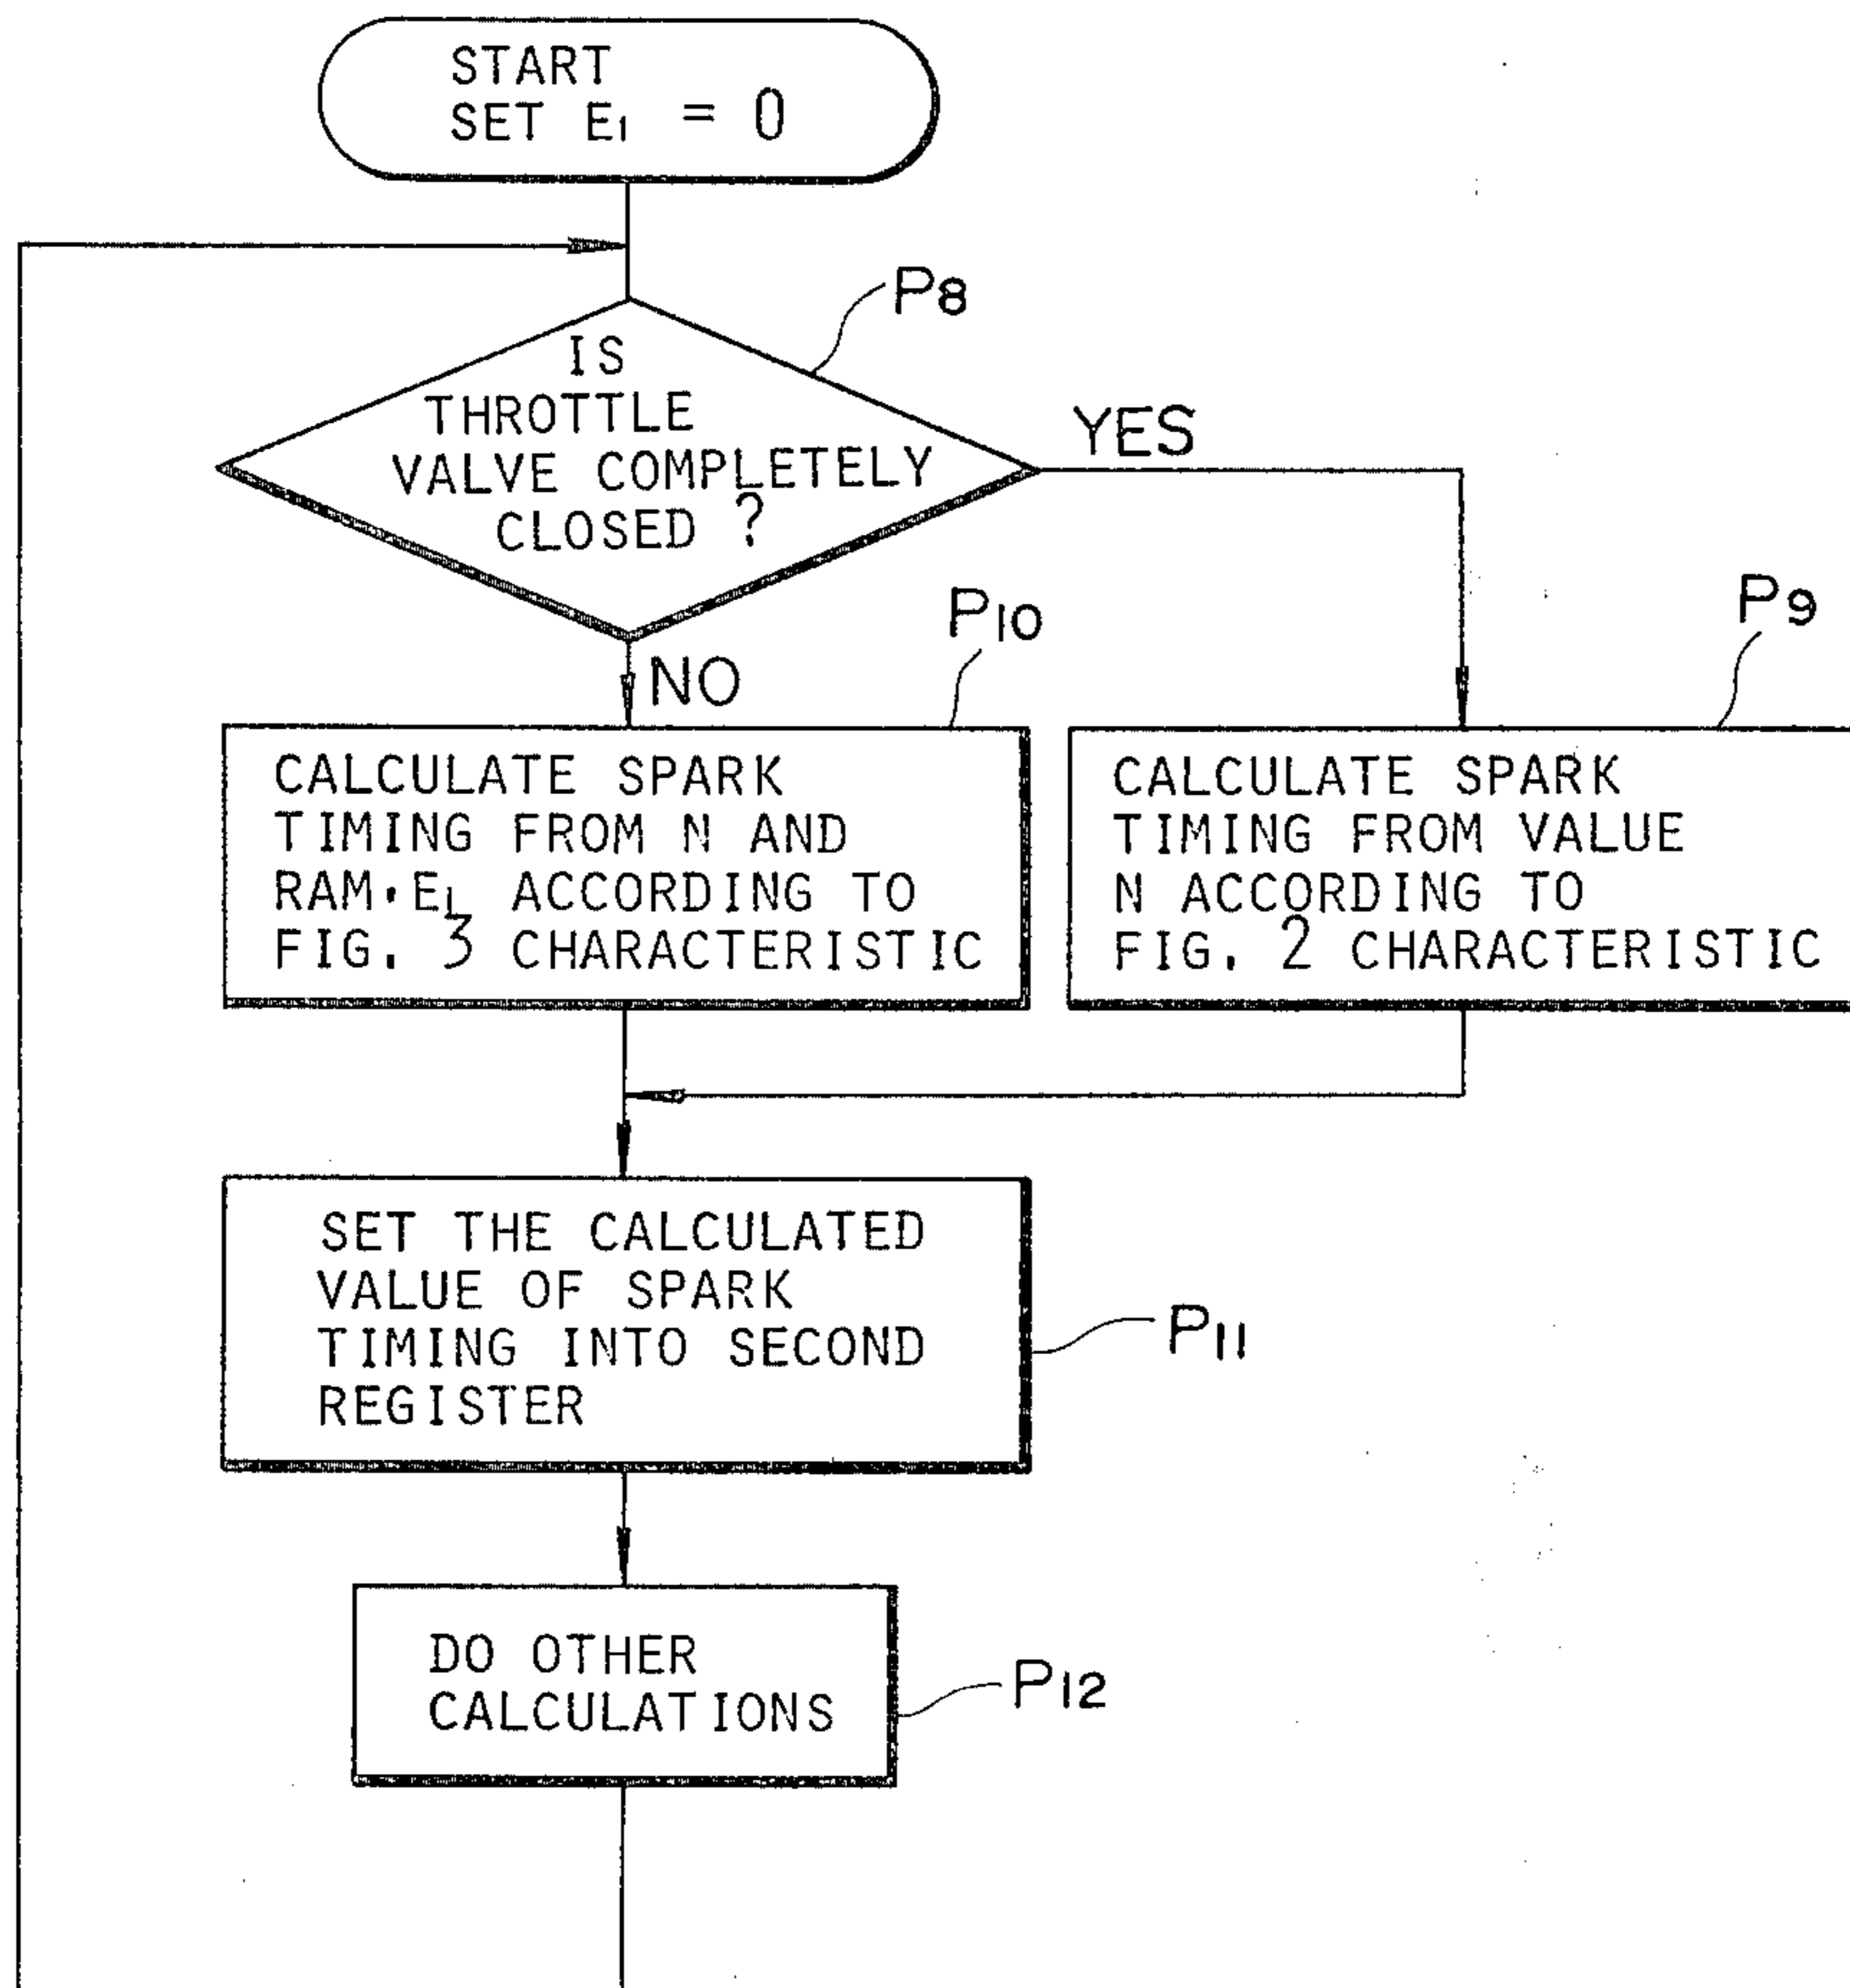 START
SET E1 = 0
P8
IS
THROTTLE
VALVE COMPLETELY
CLOSED ?
YES
NO
P10
P9
CALCULATE SPARK
TIMING FROM N AND
RAM·E1 ACCORDING TO
FIG. 3 CHARACTERISTIC
CALCULATE SPARK
TIMING FROM VALUE
N ACCORDING TO
FIG. 2 CHARACTERISTIC
SET THE CALCULATED
VALUE OF SPARK
TIMING INTO SECOND
REGISTER
P11
DO OTHER
CALCULATIONS
P12